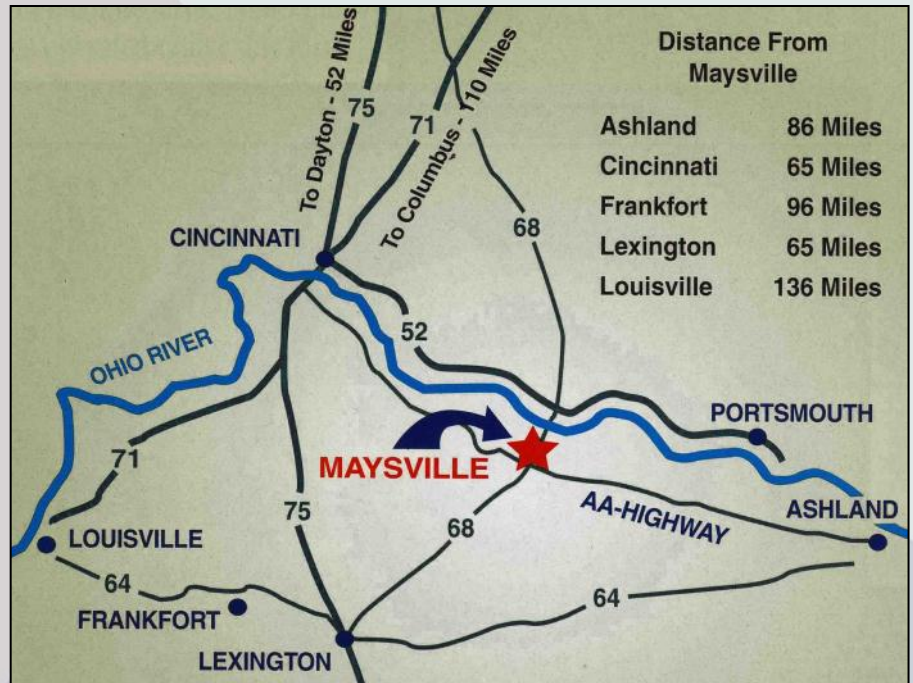 To Dayton - 52 Miles
75
71
To Columbus - 110 Miles
Distance From
Maysville
Ashland 86 Miles
Cincinnati 65 Miles
Frankfort 96 Miles
Lexington 65 Miles
Louisville 136 Miles
68
CINCINNATI
52
OHIO RIVER
PORTSMOUTH
71
MAYSVILLE
75
68
AA-HIGHWAY
ASHLAND
LOUISVILLE
64
64
FRANKFORT
LEXINGTON